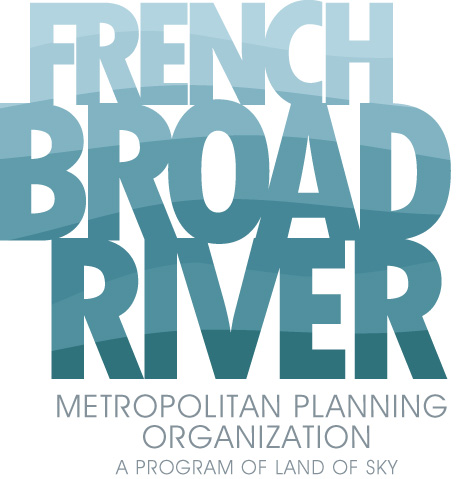 FRENCH
BROAD
RIVER
METROPOLITAN PLANNING
ORGANIZATION
A PROGRAM OF LAND OF SKY